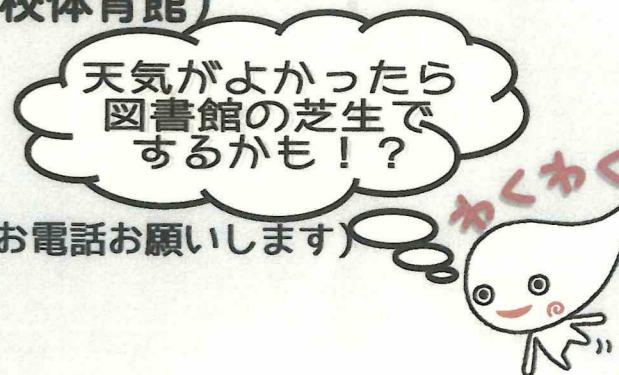 校体育館)
天気がよかったら
図書館の芝生で
するかも！？
わくわく
お電話お願いします)